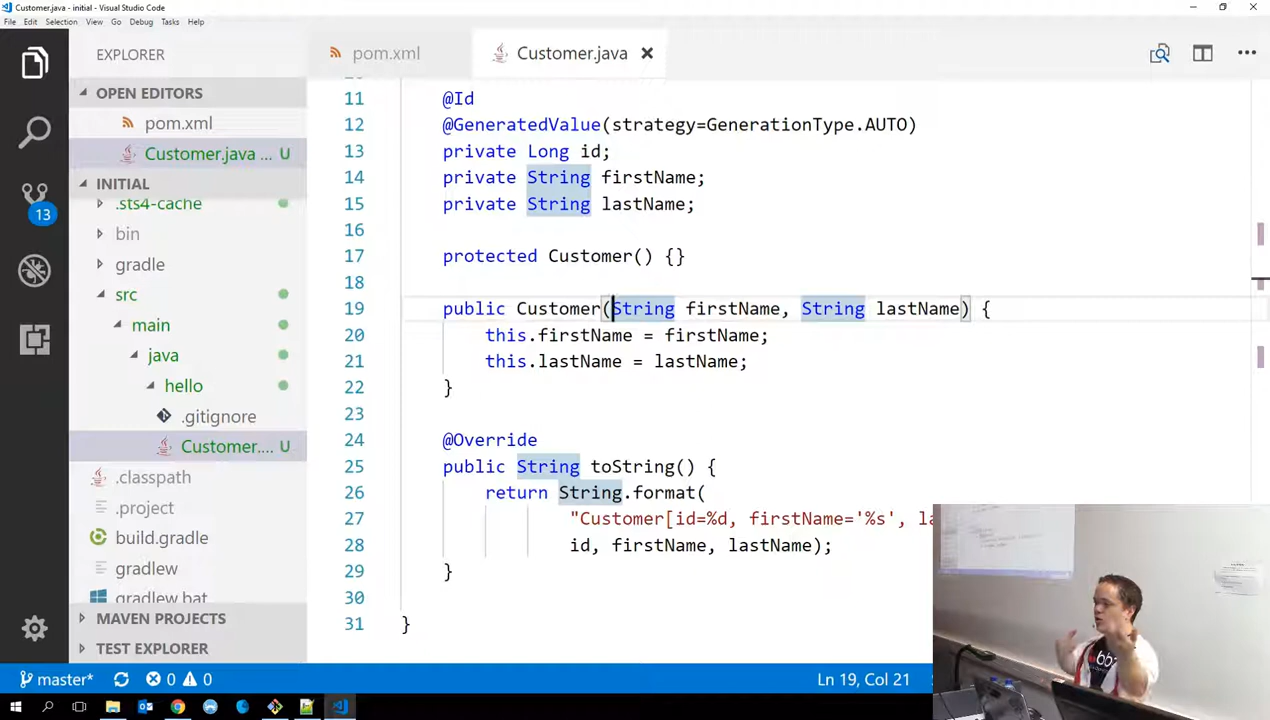 Customer.java - initial - Visual Studio Code
File Edit Selection View Go Debug Tasks Help
EXPLORER
OPEN EDITORS
pom.xml
Customer.java ... U
INITIAL
.sts4-cache
bin
gradle
src
main
java
hello
.gitignore
Customer.... U
.classpath
.project
build.gradle
gradlew
gradlew.bat
MAVEN PROJECTS
TEST EXPLORER
13
pom.xml
Customer.java
11 @Id
12 @GeneratedValue(strategy=GenerationType.AUTO)
13 private Long id;
14 private String firstName;
15 private String lastName;
16
17 protected Customer() {}
18
19 public Customer(String firstName, String lastName) {
20 this.firstName = firstName;
21 this.lastName = lastName;
22 }
23
24 @Override
25 public String toString() {
26 return String.format(
27 "Customer[id=%d, firstName='%s', la
28 id, firstName, lastName);
29 }
30
31 }
master* 0 0 Ln 19, Col 21